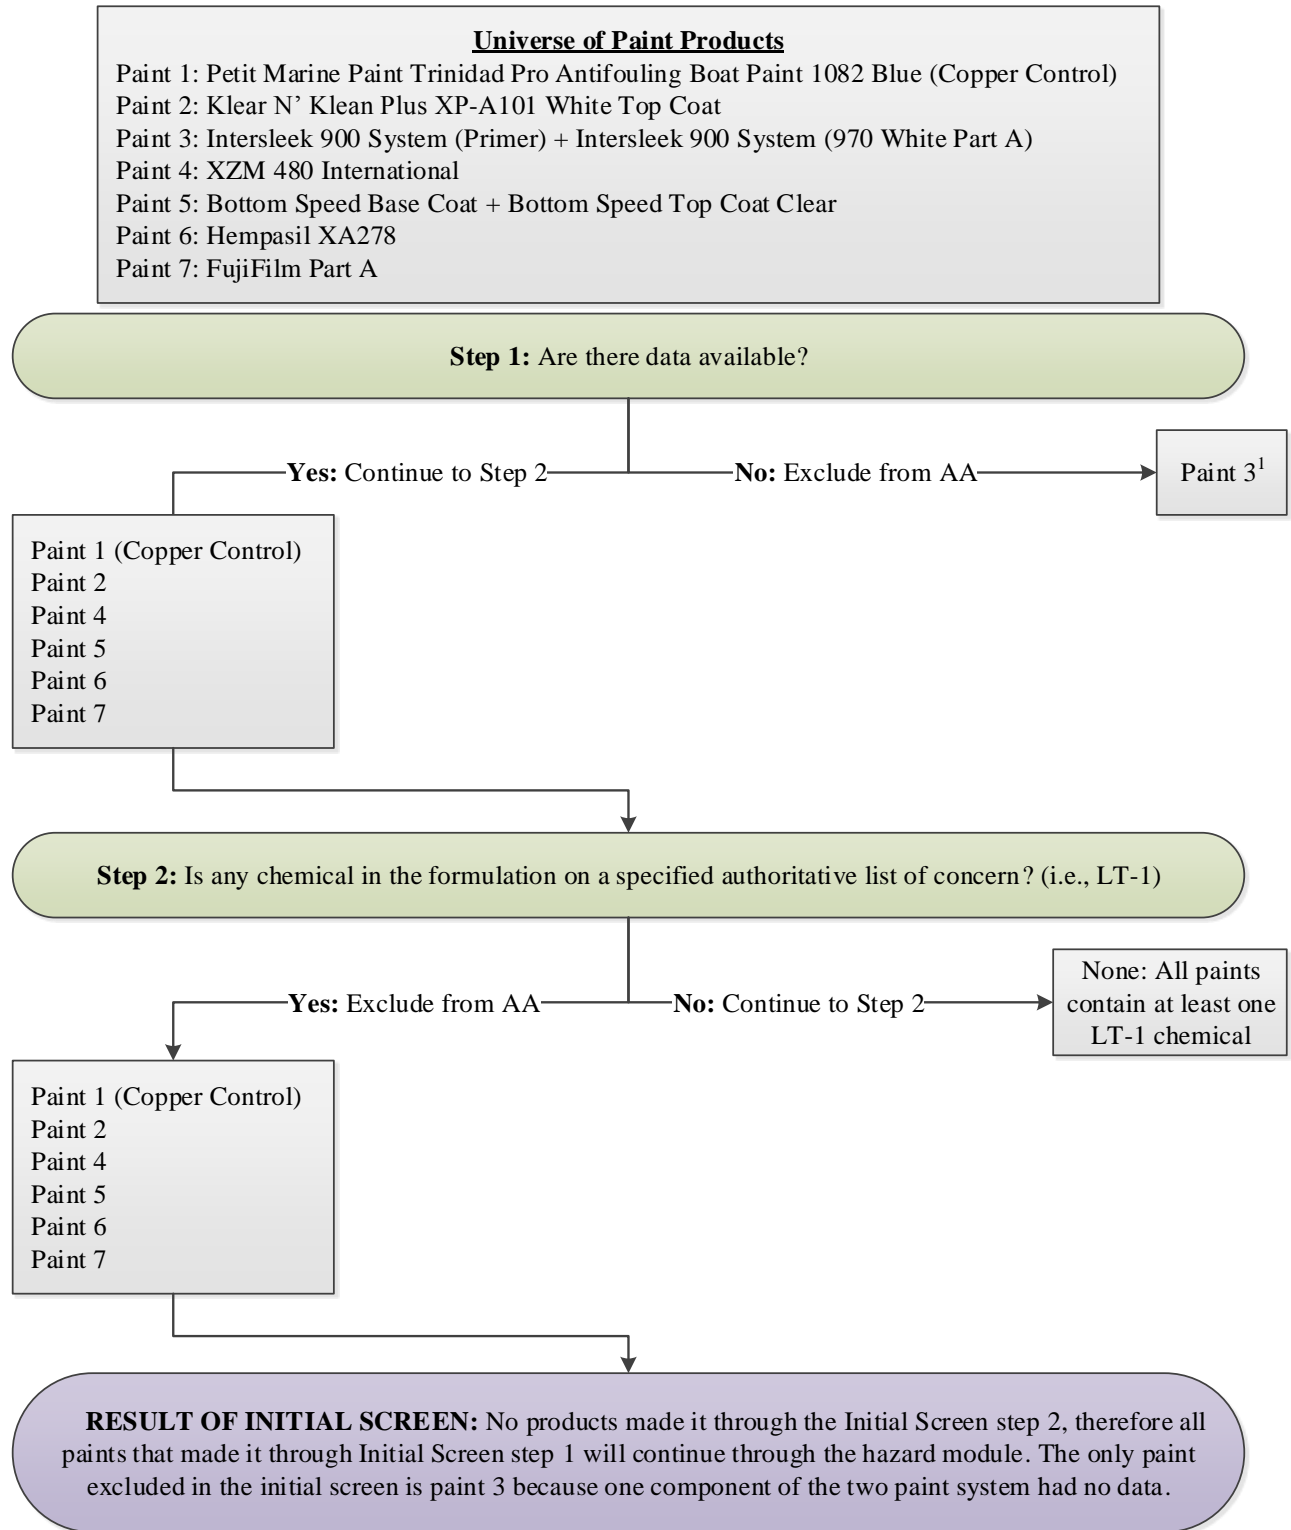 Universe of Paint Products
Paint 1: Petit Marine Paint Trinidad Pro Antifouling Boat Paint 1082 Blue (Copper Control)
Paint 2: Klear N’ Klean Plus XP-A101 White Top Coat
Paint 3: Intersleek 900 System (Primer) + Intersleek 900 System (970 White Part A)
Paint 4: XZM 480 International
Paint 5: Bottom Speed Base Coat + Bottom Speed Top Coat Clear
Paint 6: Hempasil XA278
Paint 7: FujiFilm Part A
Step 1: Are there data available?
Yes: Continue to Step 2
No: Exclude from AA
Paint 3¹
Paint 1 (Copper Control)
Paint 2
Paint 4
Paint 5
Paint 6
Paint 7
Step 2: Is any chemical in the formulation on a specified authoritative list of concern? (i.e., LT-1)
Yes: Exclude from AA
No: Continue to Step 2
None: All paints
contain at least one
LT-1 chemical
Paint 1 (Copper Control)
Paint 2
Paint 4
Paint 5
Paint 6
Paint 7
RESULT OF INITIAL SCREEN: No products made it through the Initial Screen step 2, therefore all
paints that made it through Initial Screen step 1 will continue through the hazard module. The only paint
excluded in the initial screen is paint 3 because one component of the two paint system had no data.